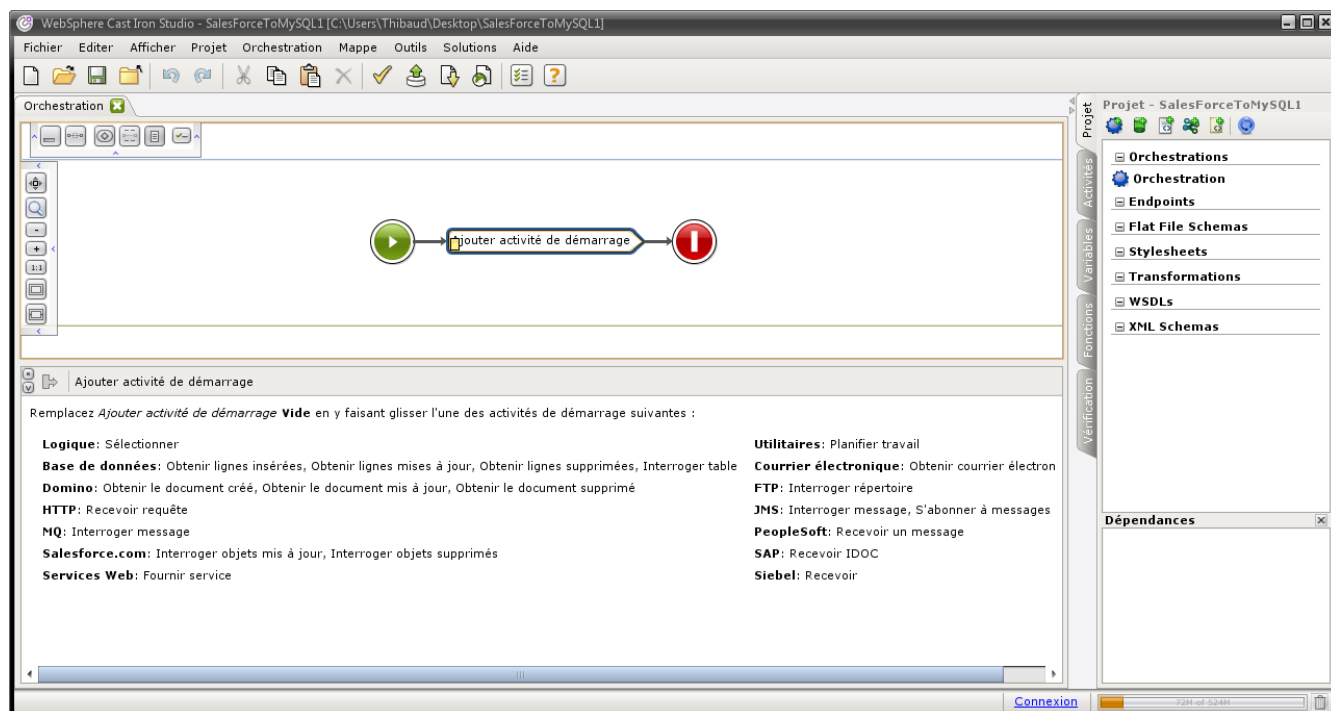 WebSphere Cast Iron Studio - SalesForceToMySQL1 [C:\Users\Thibaud\Desktop\SalesForceToMySQL1]
Fichier Editer Afficher Projet Orchestration Mappe Outils Solutions Aide
Orchestration
Projet - SalesForceToMySQL1
Projet
Activités
Variables
Fonctions
Vérification
Orchestrations
Orchestration
Endpoints
Flat File Schemas
Stylesheets
Transformations
WSDLs
XML Schemas
1:1
Ajouter activité de démarrage
Ajouter activité de démarrage
Remplacez Ajouter activité de démarrage Vide en y faisant glisser l'une des activités de démarrage suivantes :
Logique: Sélectionner
Base de données: Obtenir lignes insérées, Obtenir lignes mises à jour, Obtenir lignes supprimées, Interroger table
Domino: Obtenir le document créé, Obtenir le document mis à jour, Obtenir le document supprimé
HTTP: Recevoir requête
MQ: Interroger message
Salesforce.com: Interroger objets mis à jour, Interroger objets supprimés
Services Web: Fournir service
Utilitaires: Planifier travail
Courrier électronique: Obtenir courrier électron
FTP: Interroger répertoire
JMS: Interroger message, S'abonner à messages
PeopleSoft: Recevoir un message
SAP: Recevoir IDOC
Siebel: Recevoir
Dépendances
Connexion
72M of 524M